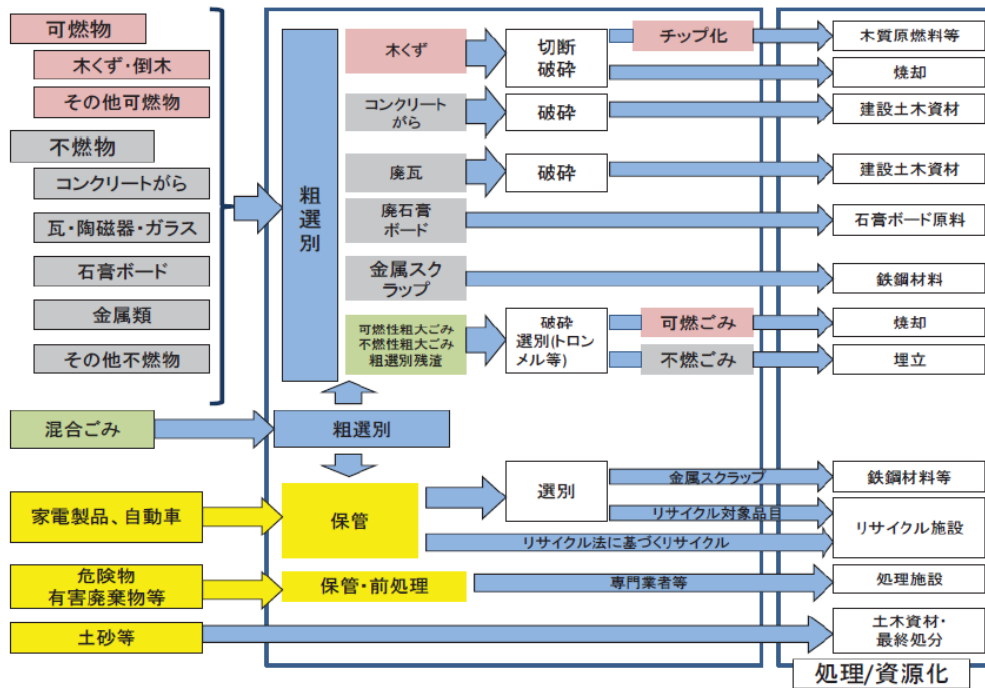 可燃物
木くず・倒木
その他可燃物
不燃物
コンクリートがら
瓦・陶磁器・ガラス
石膏ボード
金属類
その他不燃物
混合ごみ
家電製品、自動車
危険物
有害廃棄物等
土砂等
粗選別
木くず
切断
破砕
チップ化
木質原燃料等
焼却
コンクリート
がら
破砕
建設土木資材
廃瓦
破砕
建設土木資材
廃石膏
ボード
石膏ボード原料
金属スク
ラップ
鉄鋼材料
可燃性粗大ごみ
不燃性粗大ごみ
粗選別残渣
破砕
選別(トロン
メル等)
可燃ごみ
焼却
不燃ごみ
埋立
粗選別
保管
選別
金属スクラップ
鉄鋼材料等
リサイクル対象品目
リサイクル施設
リサイクル法に基づくリサイクル
保管・前処理
専門業者等
処理施設
土木資材・
最終処分
処理/資源化